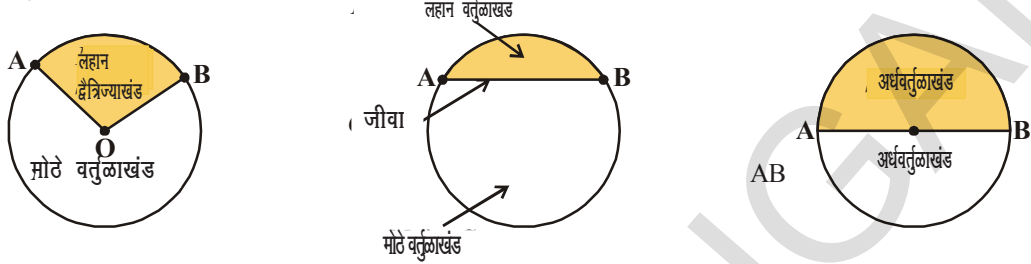 A
B
लहान
द्वैत्रिज्याखंड
O
मोठे वर्तुळाखंड
लहान वर्तुळाखंड
A
B
जीवा
मोठे वर्तुळाखंड
अर्धवर्तुळाखंड
A
B
अर्धवर्तुळाखंड
AB